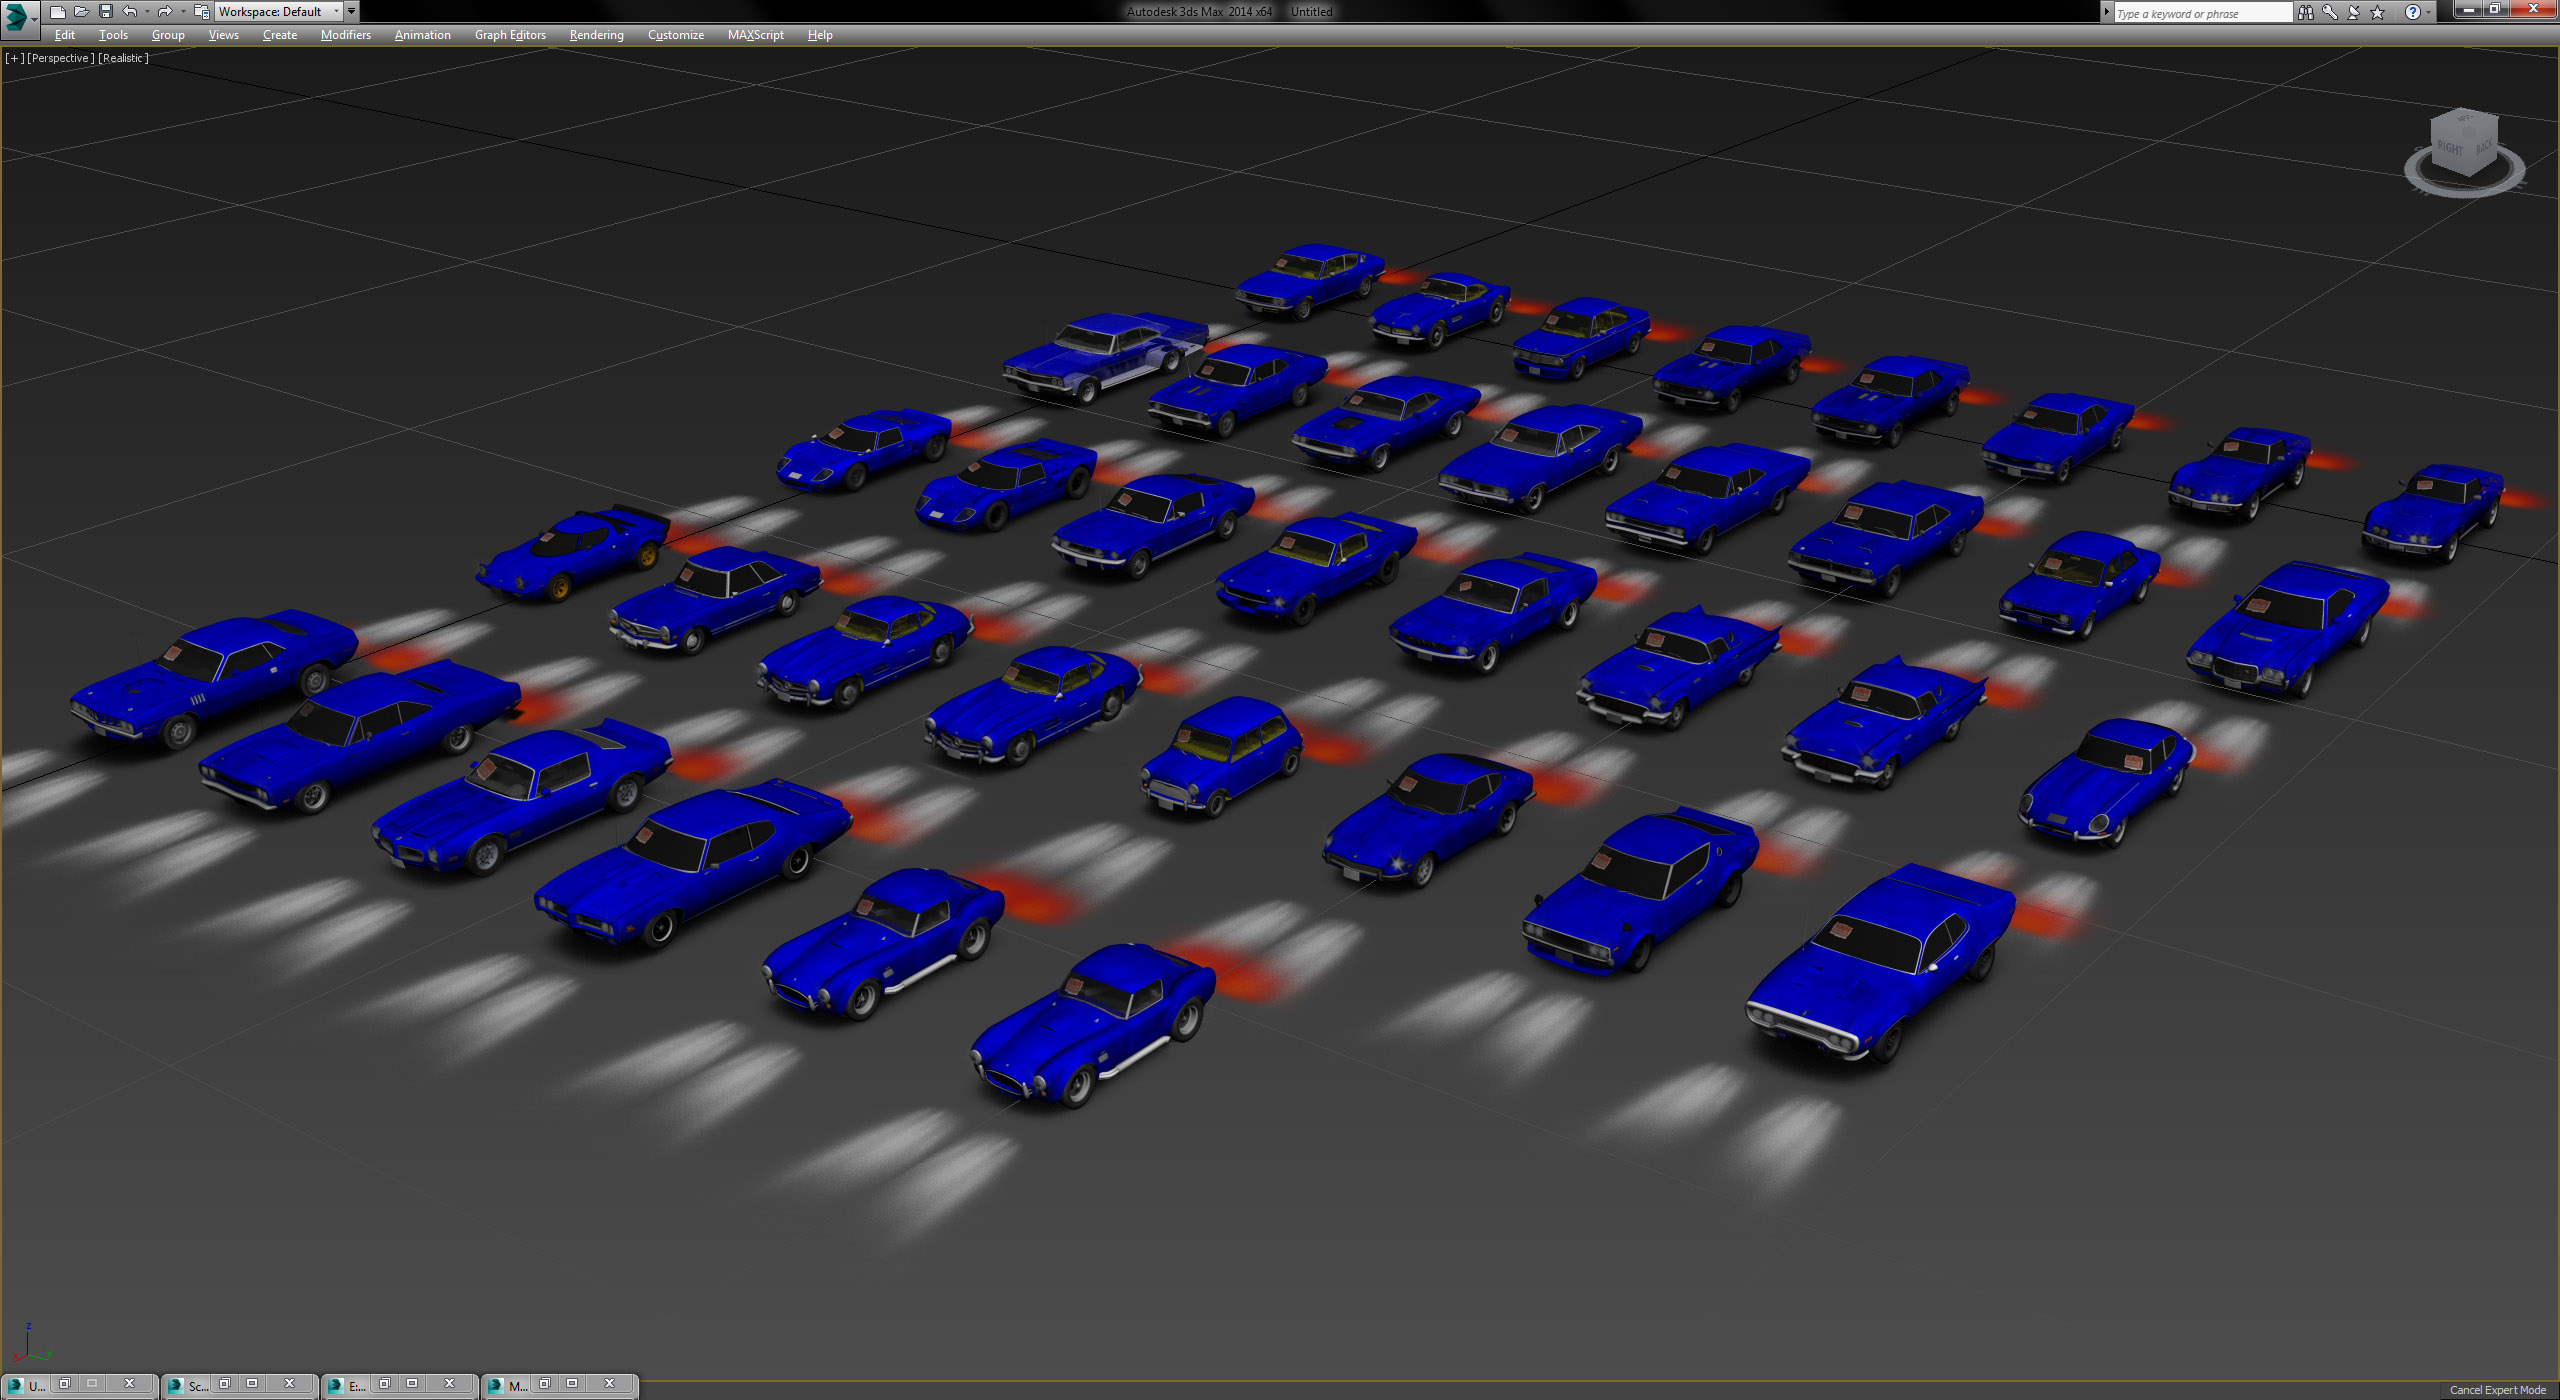 Workspace: Default
Autodesk 3ds Max 2014 x64 Untitled
Type a keyword or phrase
Edit Tools Group Views Create Modifiers Animation Graph Editors Rendering Customize MAXScript Help
[+] [Perspective] [Realistic]
RIGHT BACK
z
y
U... Sc... E:... M...
Cancel Expert Mode